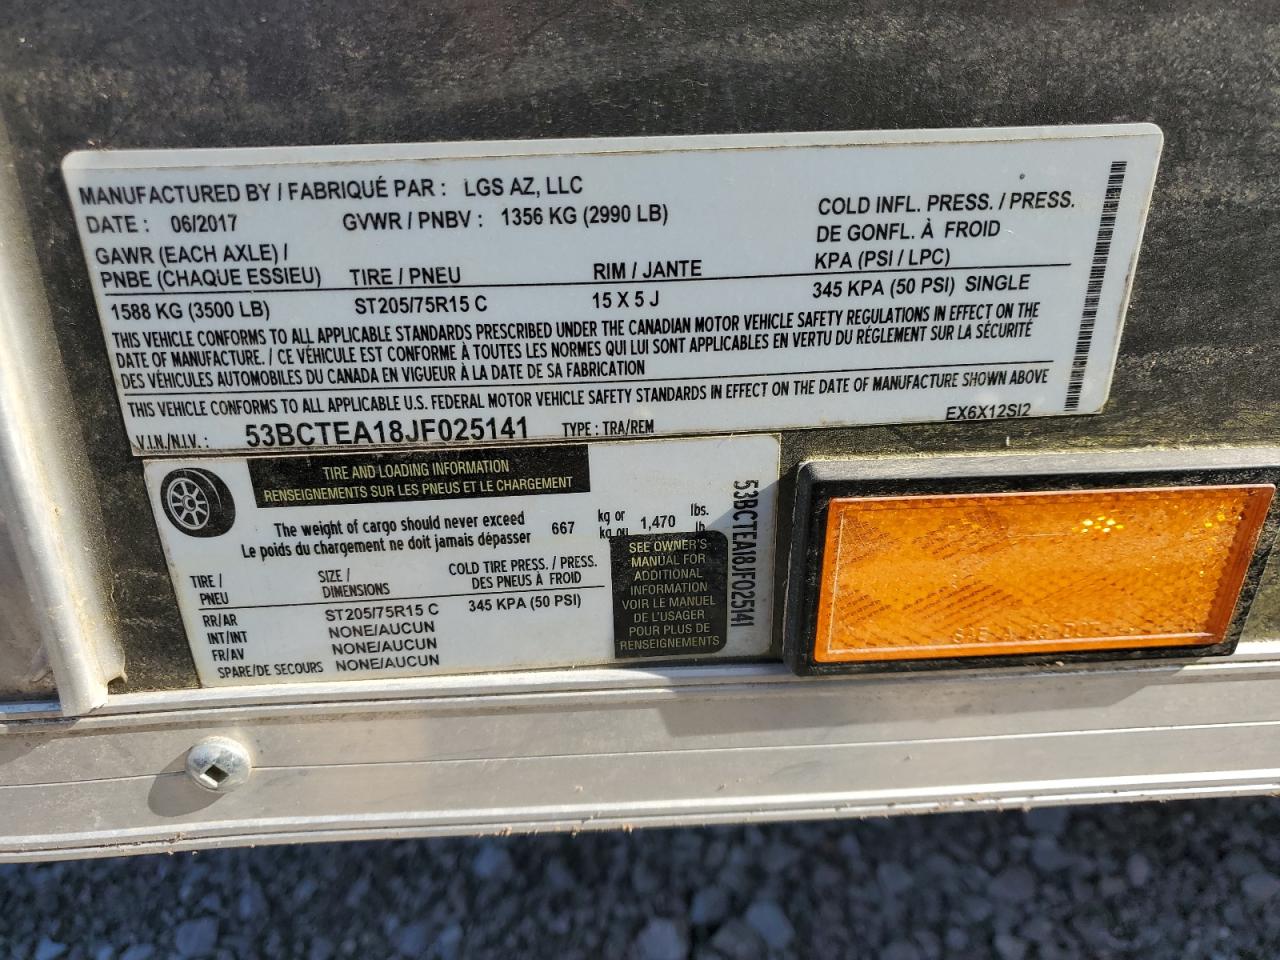 MANUFACTURED BY / FABRIQUÉ PAR : LGS AZ, LLC
DATE : 06/2017 GVWR / PNBV : 1356 KG (2990 LB)
COLD INFL. PRESS. / PRESS.
DE GONFL. À FROID
KPA (PSI / LPC)
GAWR (EACH AXLE) /
PNBE (CHAQUE ESSIEU) TIRE / PNEU RIM / JANTE
1588 KG (3500 LB) ST205/75R15 C 15 X 5 J 345 KPA (50 PSI) SINGLE
THIS VEHICLE CONFORMS TO ALL APPLICABLE STANDARDS PRESCRIBED UNDER THE CANADIAN MOTOR VEHICLE SAFETY REGULATIONS IN EFFECT ON THE
DATE OF MANUFACTURE. / CE VÉHICULE EST CONFORME À TOUTES LES NORMES QUI LUI SONT APPLICABLES EN VERTU DU RÉGLEMENT SUR LA SÉCURITÉ
DES VÉHICULES AUTOMOBILES DU CANADA EN VIGUEUR À LA DATE DE SA FABRICATION
THIS VEHICLE CONFORMS TO ALL APPLICABLE U.S. FEDERAL MOTOR VEHICLE SAFETY STANDARDS IN EFFECT ON THE DATE OF MANUFACTURE SHOWN ABOVE
V.I.N./N.I.V. : 53BCTEA18JF025141 TYPE : TRA/REM EX6X12SI2
TIRE AND LOADING INFORMATION
RENSEIGNEMENTS SUR LES PNEUS ET LE CHARGEMENT
The weight of cargo should never exceed
Le poids du chargement ne doit jamais dépasser
667 kg or 1,470 lbs.
kg ou lb.
TIRE / PNEU
SIZE / DIMENSIONS
COLD TIRE PRESS. / PRESS.
DES PNEUS À FROID
RR/AR ST205/75R15 C 345 KPA (50 PSI)
INT/INT NONE/AUCUN
FR/AV NONE/AUCUN
SPARE/DE SECOURS NONE/AUCUN
SEE OWNER'S
MANUAL FOR
ADDITIONAL
INFORMATION
VOIR LE MANUEL
DE L'USAGER
POUR PLUS DE
RENSEIGNEMENTS
53BCTEA18JF025141